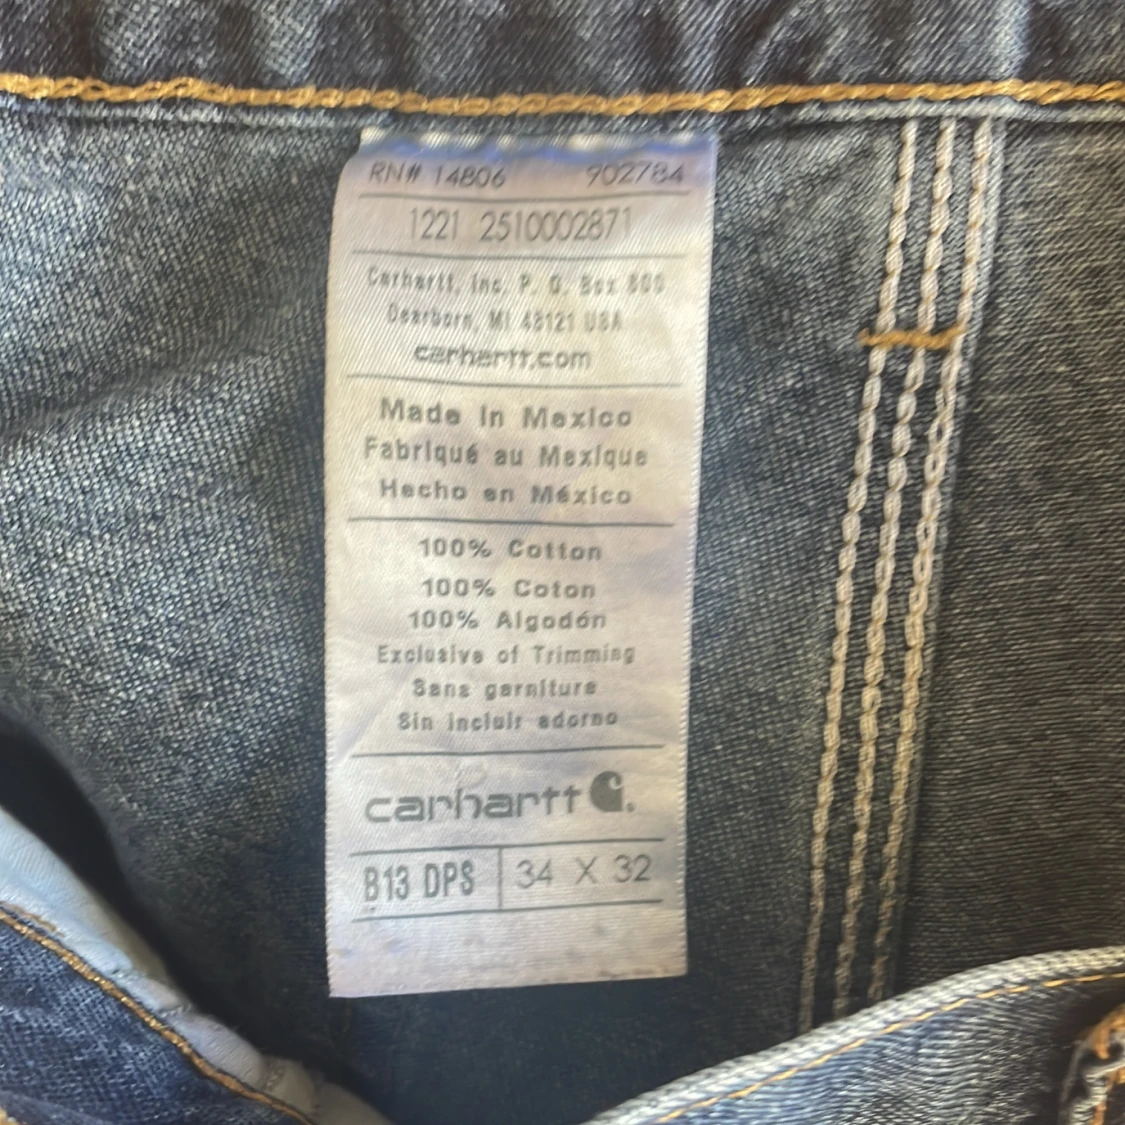 RN# 14806 902784
1221 2510002871
Carhartt, Inc. P. O. Box 600
Dearborn, MI 48121 USA
carhartt.com
Made in Mexico
Fabriqué au Mexique
Hecho en México
100% Cotton
100% Coton
100% Algodón
Exclusive of Trimming
Sans garniture
Sin incluir adorno
carhartt
B13 DPS 34 X 32